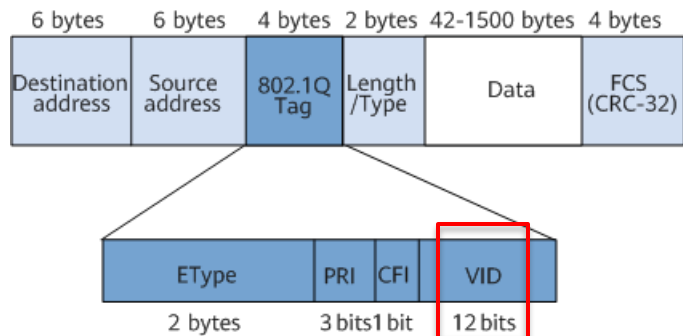 6 bytes 6 bytes 4 bytes 2 bytes 42-1500 bytes 4 bytes
Destination address
Source address
802.1Q Tag
Length /Type
Data
FCS (CRC-32)
EType PRI CFI VID
2 bytes 3 bits 1 bit 12 bits